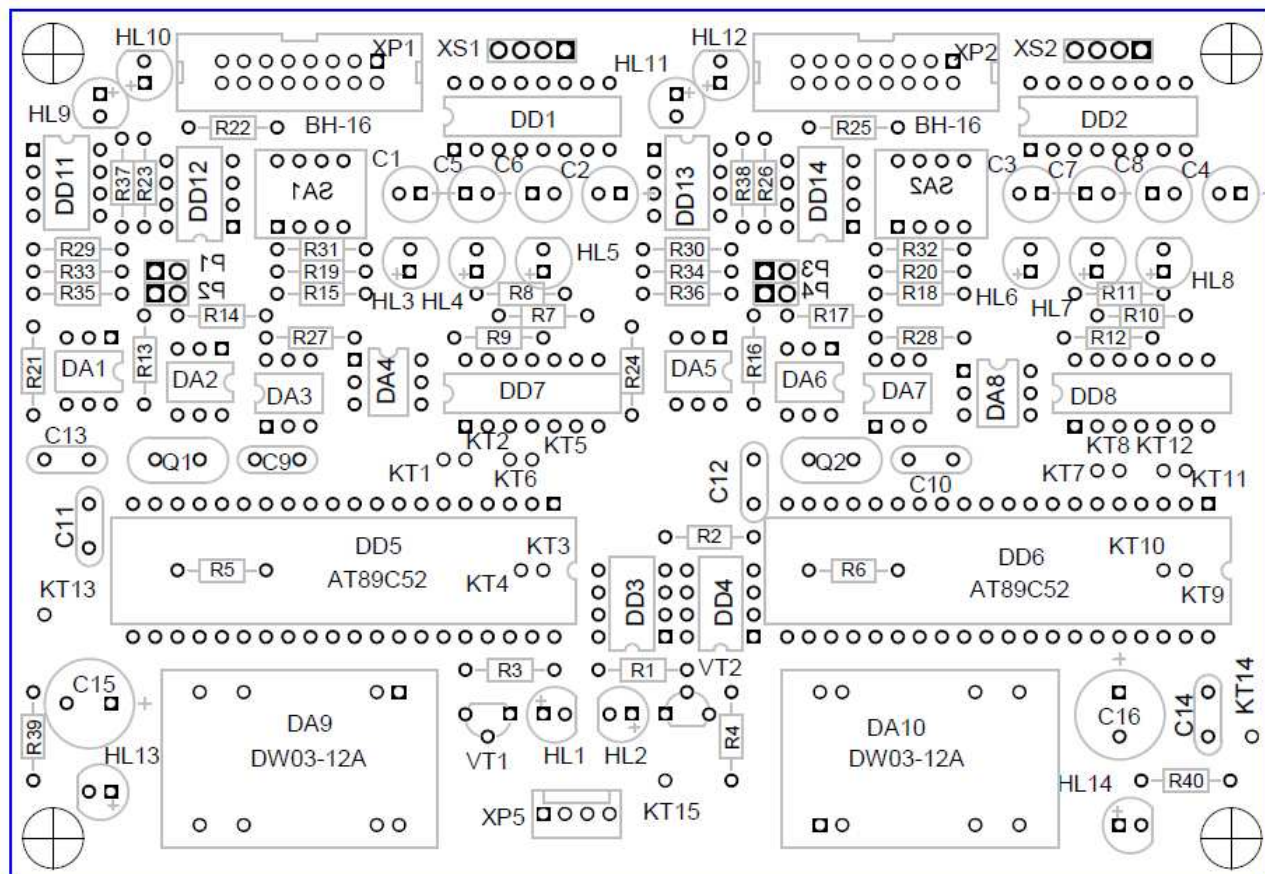 HL10 XP1 XS1 HL12 XP2 XS2
HL9 HL11
R22 BH-16 DD1 R25 BH-16 DD2
DD11 R37 R23 DD12 SA1 C1 C5 C6 C2 DD13 R38 R26 DD14 SA2 C3 C7 C8 C4
R29 R31 HL5 R30 R32
R33 P1 R19 R34 P3 R20 HL8
R35 P2 R15 HL3 HL4 R8 R36 P4 R18 HL6 HL7 R11
R14 R7 R17 R10
R21 DA1 R13 R27 R9 R24 DA5 R16 R28 R12
DA2 DA3 DA4 DD7 DA6 DA7 DA8 DD8
C13 KT2 KT5 KT8 KT12
Q1 C9 KT1 KT6 C12 Q2 C10 KT7 KT11
C11 R2
DD5 KT3 DD6 KT10
R5 AT89C52 KT4 DD3 DD4 R6 AT89C52 KT9
KT13
R3 R1 VT2
C15 DA9 DA10 C16 C14 KT14
R39 HL13 DW03-12A VT1 HL1 HL2 R4 DW03-12A
XP5 KT15 HL14 R40